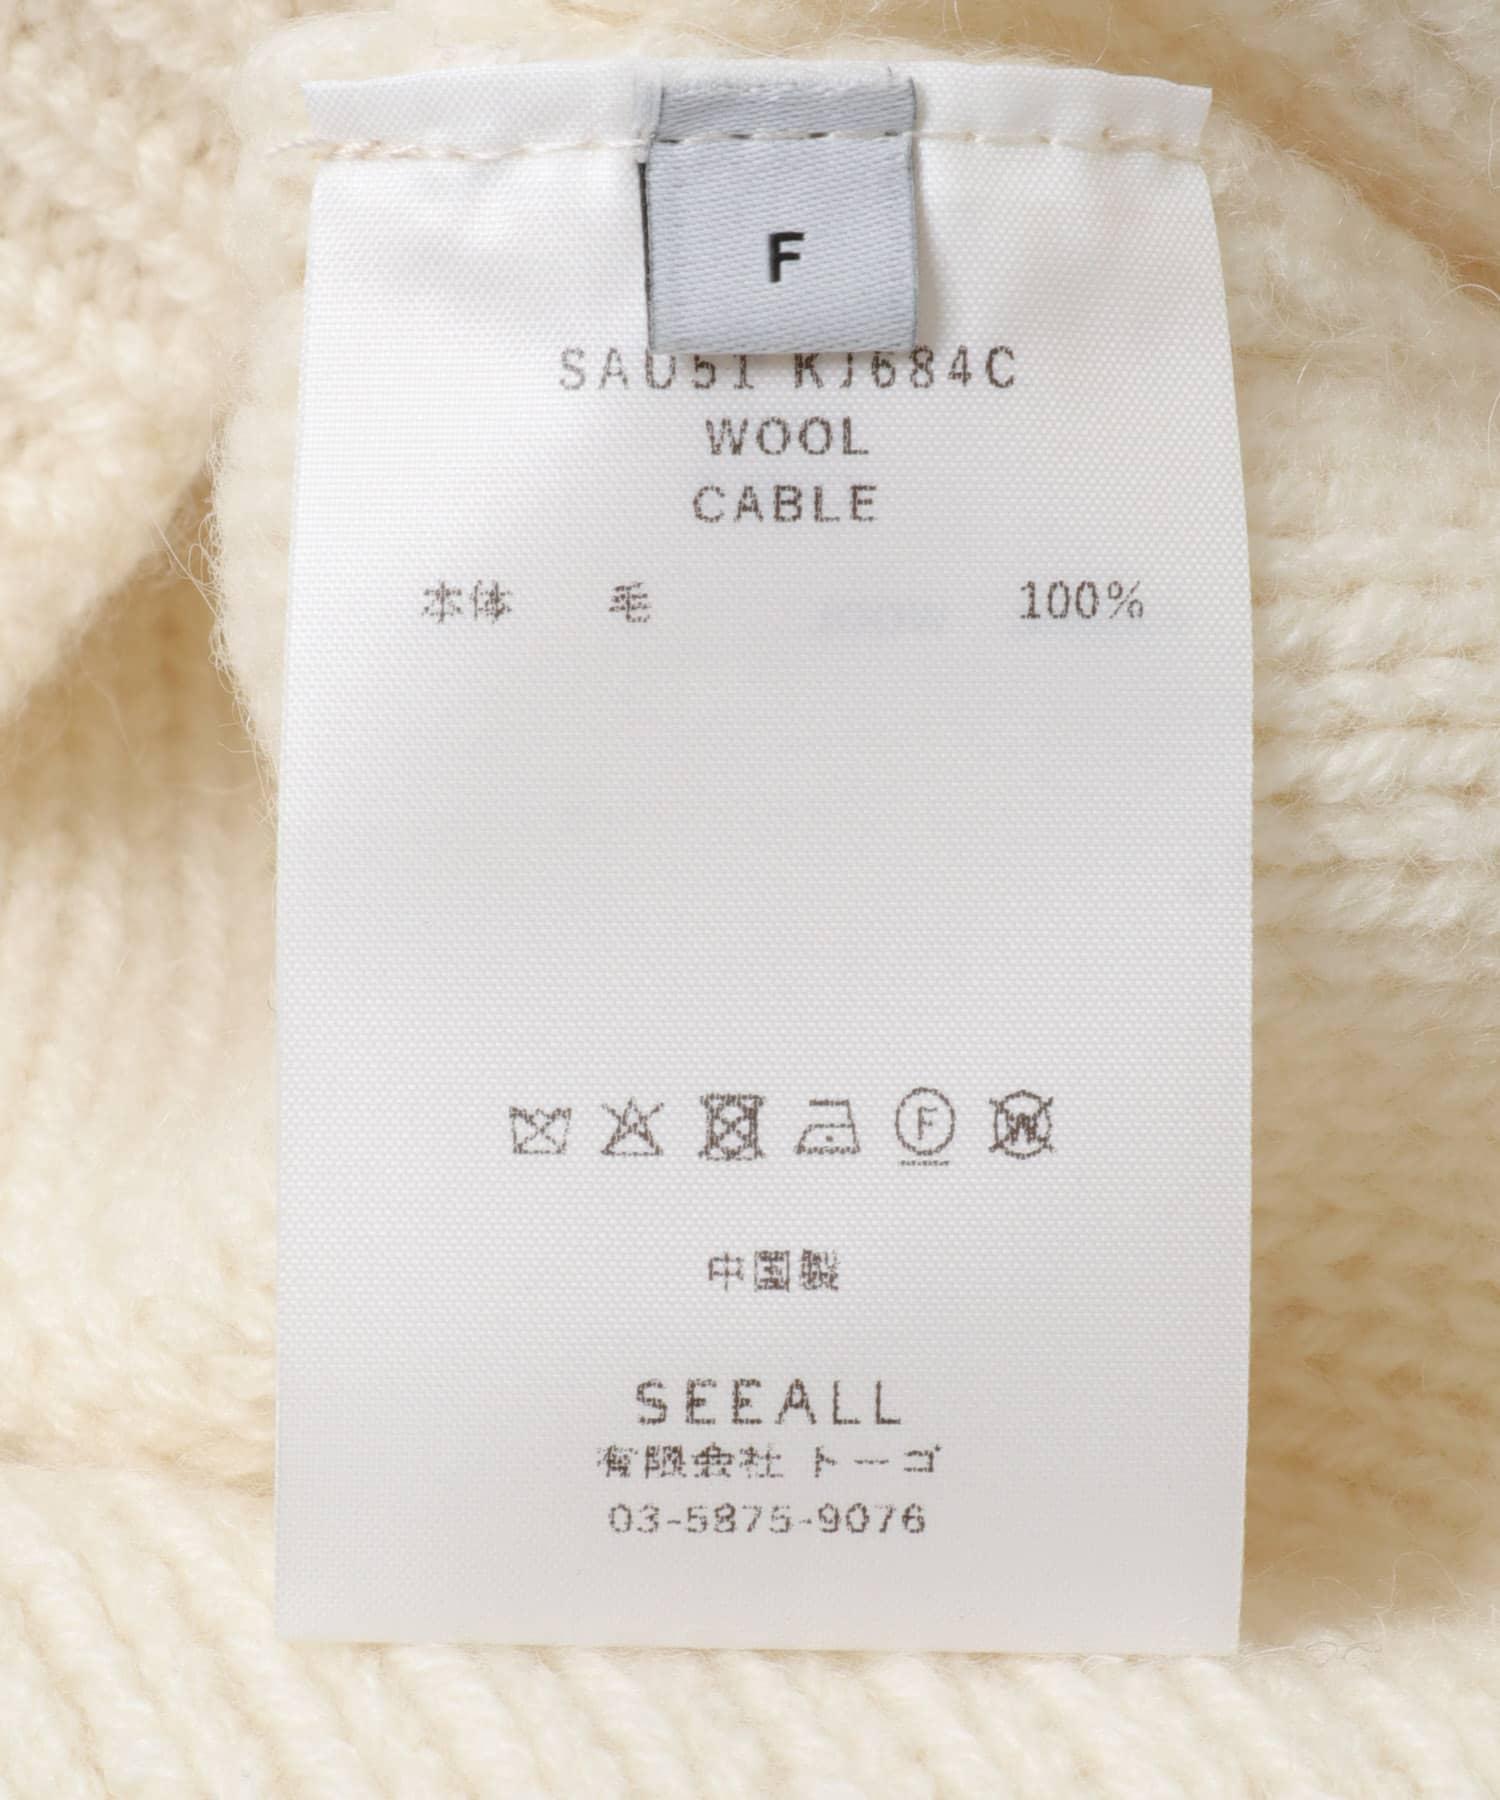 F
SAU51 KJ684C
WOOL
CABLE
本体 毛 100%
F W
中国製
SEEALL
有限会社 トーゴ
03-5875-9076